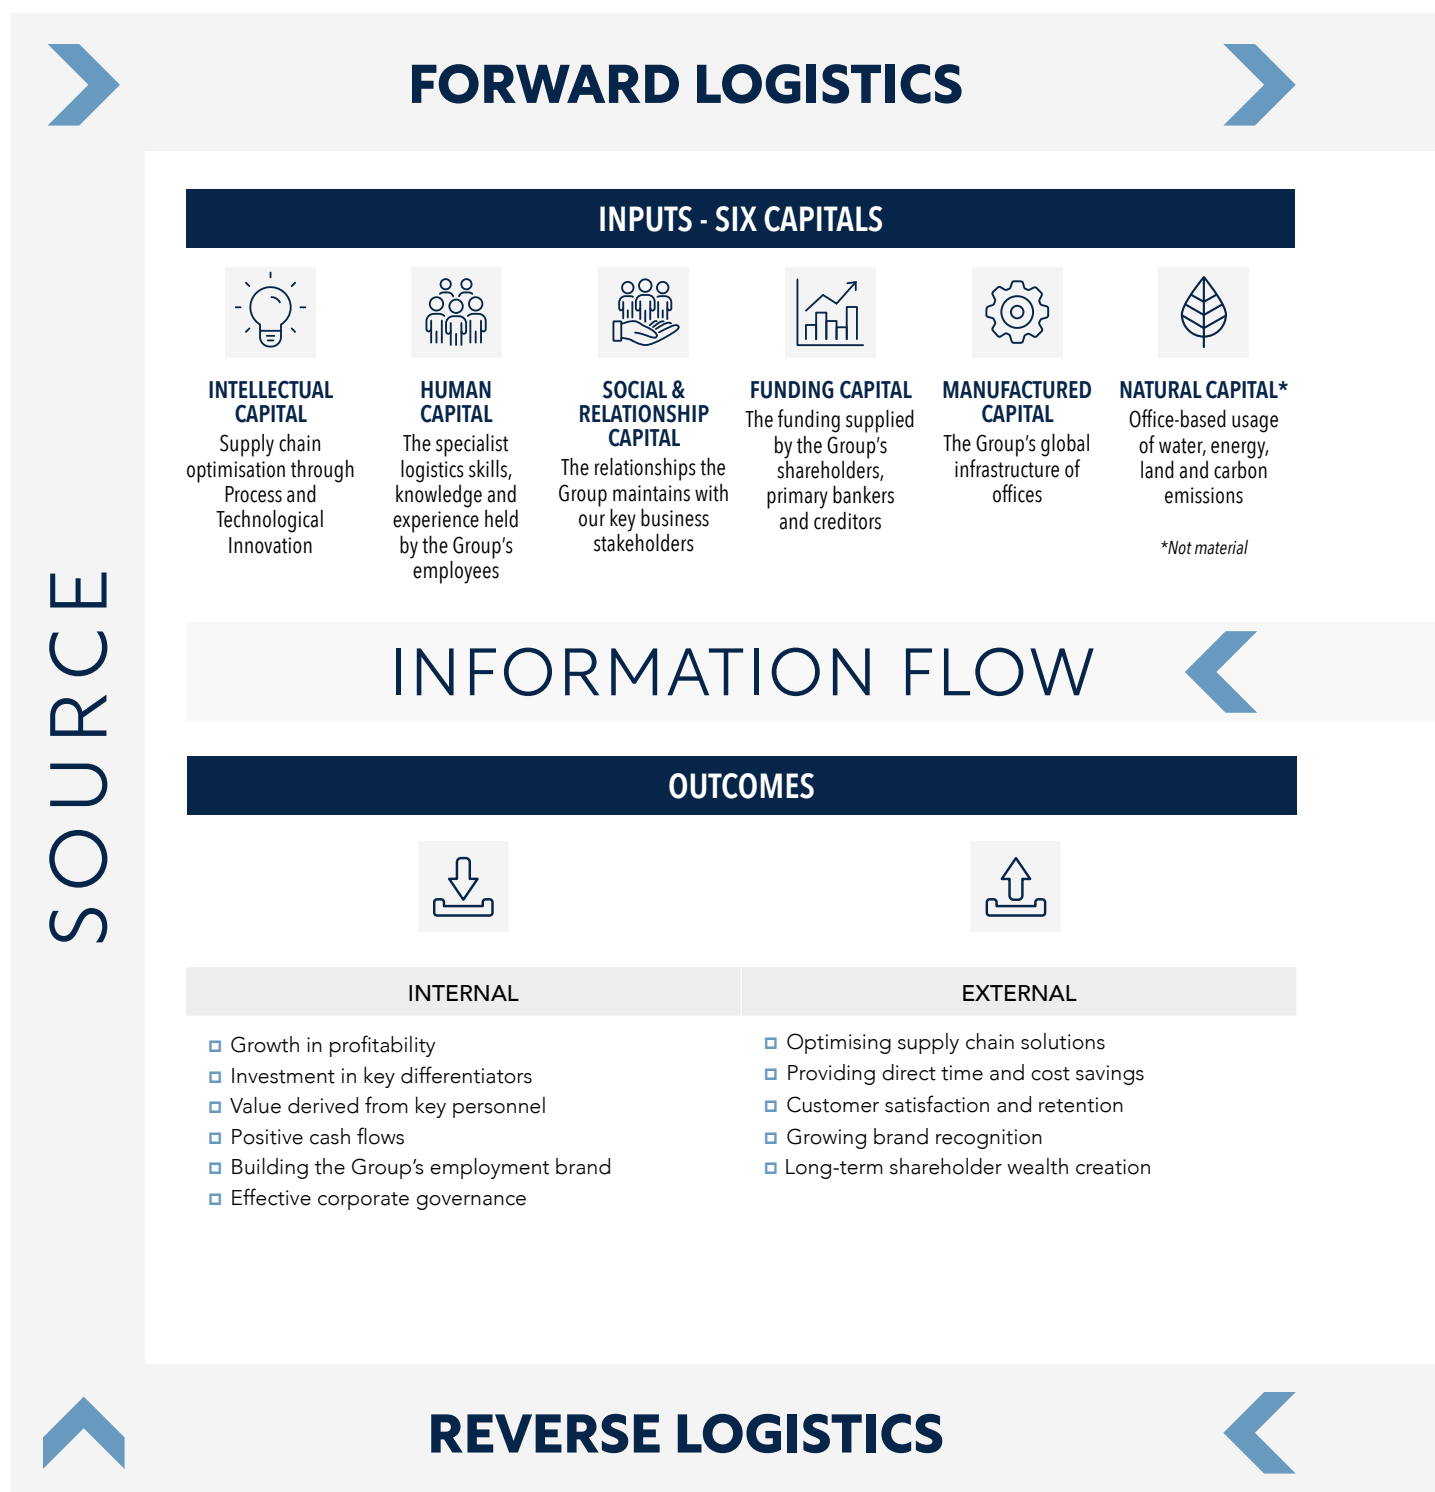 FORWARD LOGISTICS
INPUTS - SIX CAPITALS
INTELLECTUAL
CAPITAL
Supply chain
optimisation through
Process and
Technological
Innovation
HUMAN
CAPITAL
The specialist
logistics skills,
knowledge and
experience held
by the Group's
employees
SOCIAL &
RELATIONSHIP
CAPITAL
The relationships the
Group maintains with
our key business
stakeholders
FUNDING CAPITAL
The funding supplied
by the Group's
shareholders,
primary bankers
and creditors
MANUFACTURED
CAPITAL
The Group's global
infrastructure of
offices
NATURAL CAPITAL*
Office-based usage
of water, energy,
land and carbon
emissions
*Not material
SOURCE
INFORMATION FLOW
OUTCOMES
INTERNAL
Growth in profitability
Investment in key differentiators
Value derived from key personnel
Positive cash flows
Building the Group's employment brand
Effective corporate governance
EXTERNAL
Optimising supply chain solutions
Providing direct time and cost savings
Customer satisfaction and retention
Growing brand recognition
Long-term shareholder wealth creation
REVERSE LOGISTICS